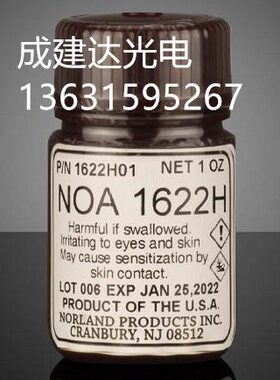 成建达光电
13631595267
P/N 1622H01 NET 1 OZ
NOA 1622H
Harmful if swallowed.
Irritating to eyes and skin
May cause sensitization by
skin contact.
LOT 006 EXP JAN 25,2022
PRODUCT OF THE U.S.A.
NORLAND PRODUCTS INC.
CRANBURY, NJ 08512